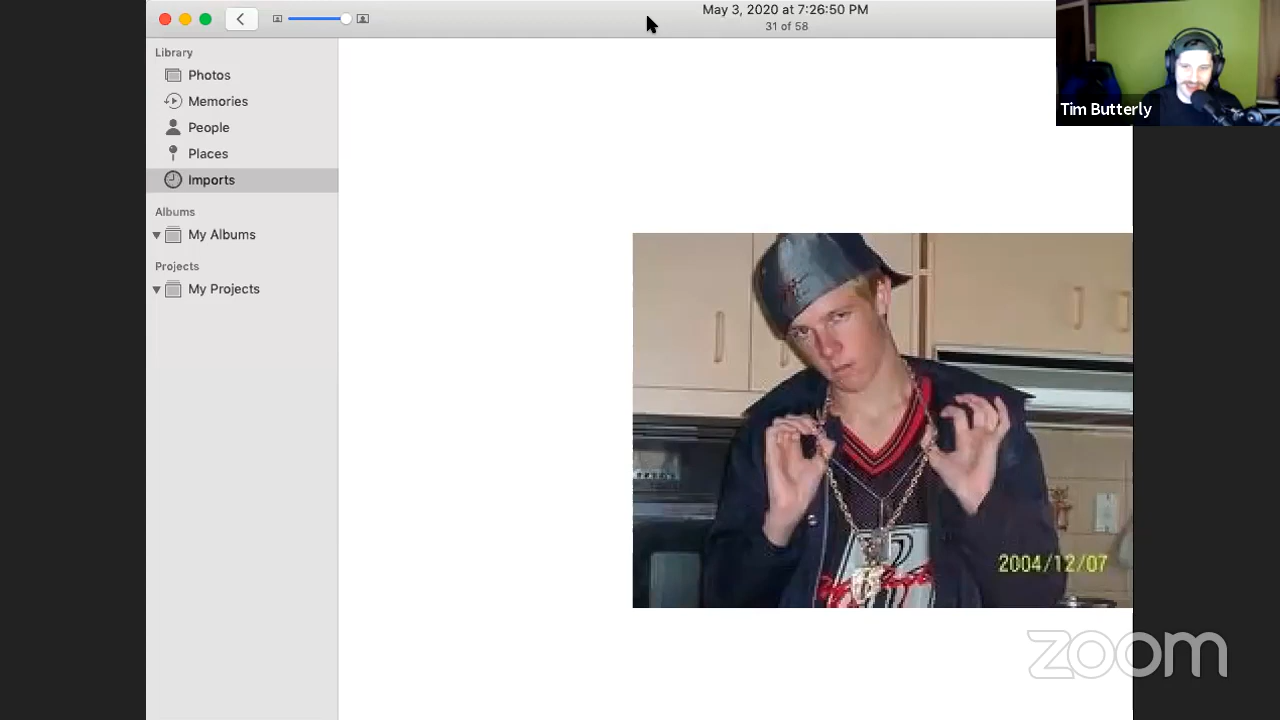 May 3, 2020 at 7:26:50 PM
31 of 58
Library
Photos
Memories
People
Places
Imports
Albums
My Albums
Projects
My Projects
Tim Butterly
2004/12/07
zoom